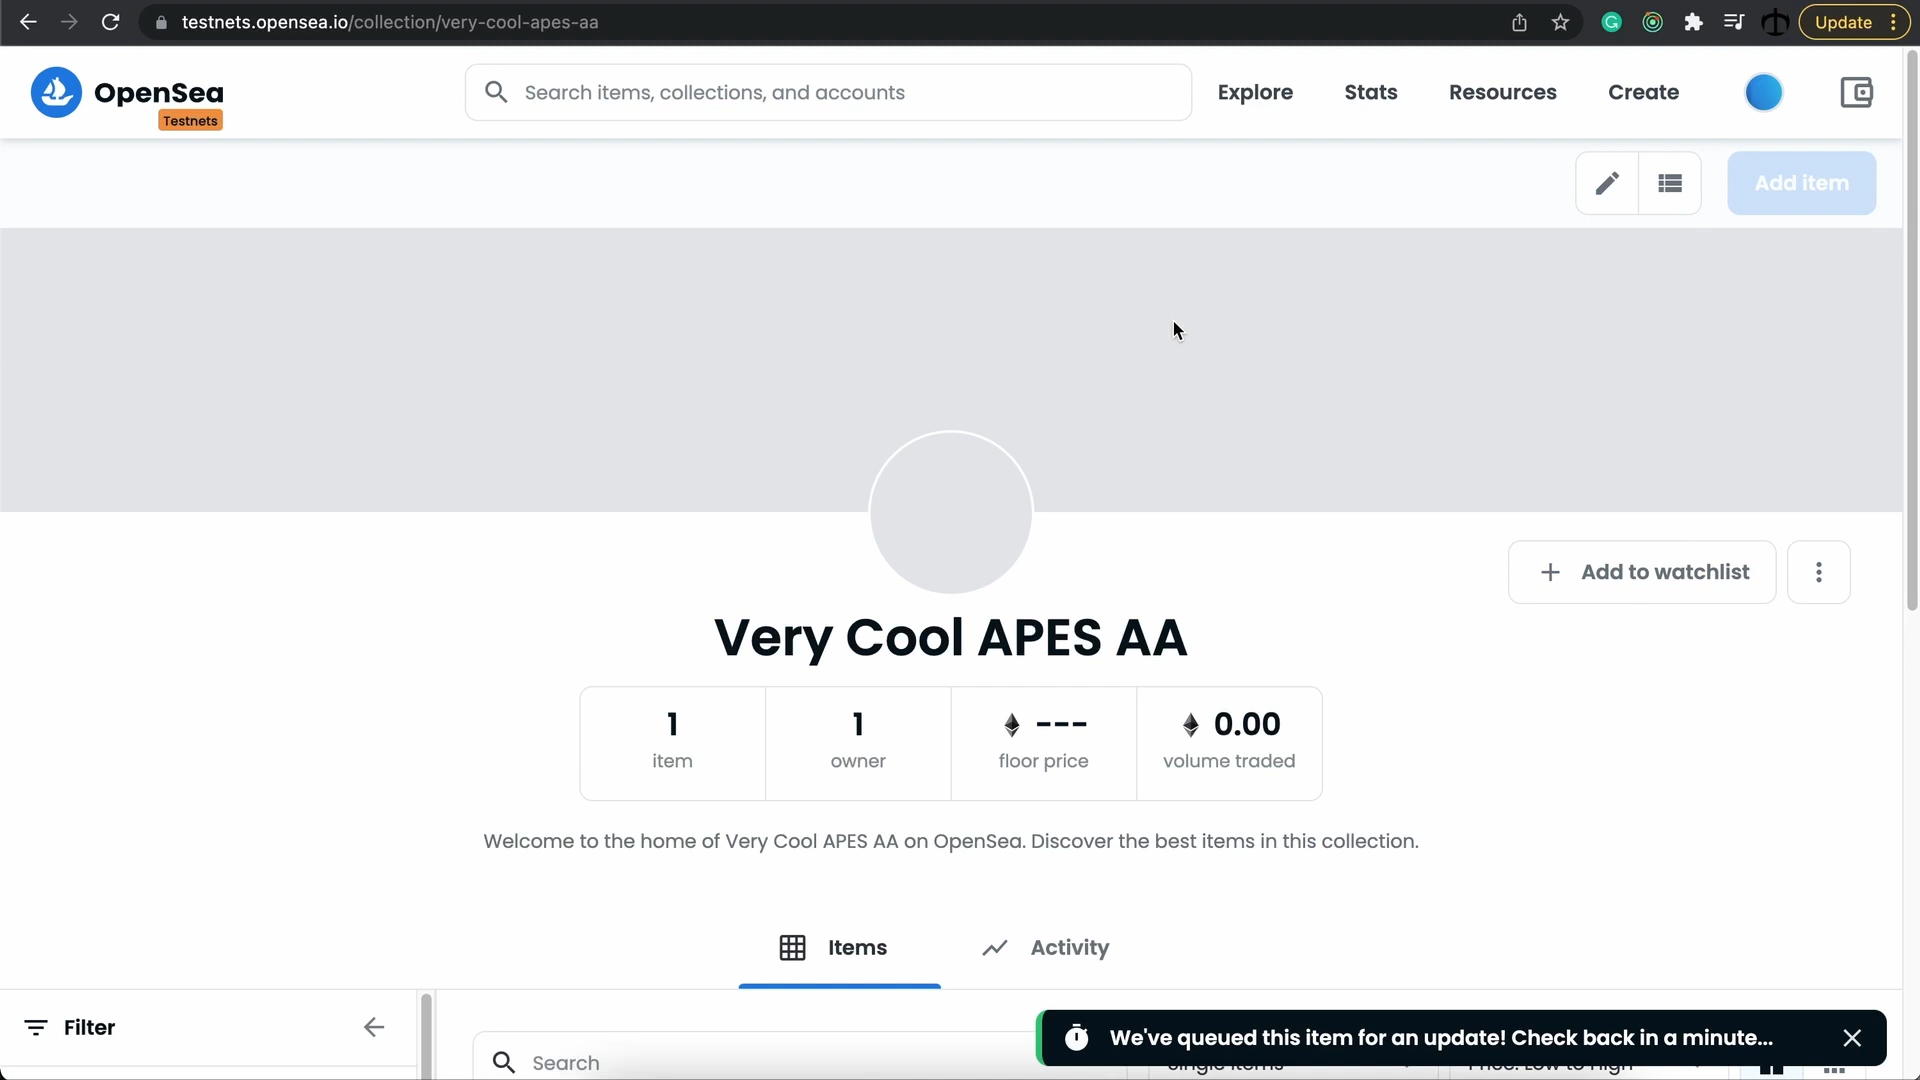 testnets.opensea.io/collection/very-cool-apes-aa
Update
OpenSea
Testnets
Search items, collections, and accounts
Explore
Stats
Resources
Create
Add item
Add to watchlist
Very Cool APES AA
1
item
1
owner
---
floor price
0.00
volume traded
Welcome to the home of Very Cool APES AA on OpenSea. Discover the best items in this collection.
Items
Activity
Filter
Search
Single items
Price: Low to High
We've queued this item for an update! Check back in a minute...